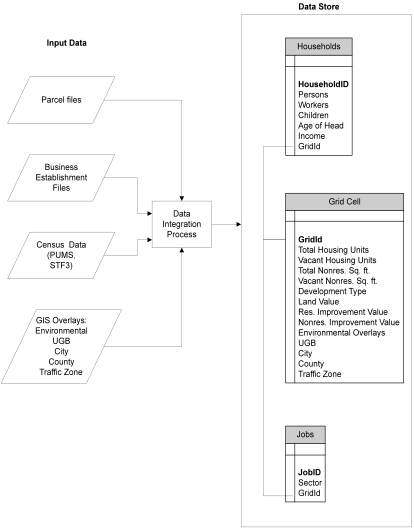 Data Store
Input Data
Parcel files
Business
Establishment
Files
Census Data
(PUMS,
STF3)
GIS Overlays:
Environmental
UGB
City
County
Traffic Zone
Data
Integration
Process
Households
HouseholdID
Persons
Workers
Children
Age of Head
Income
GridId
Grid Cell
GridId
Total Housing Units
Vacant Housing Units
Total Nonres. Sq. ft.
Vacant Nonres. Sq. ft.
Development Type
Land Value
Res. Improvement Value
Nonres. Improvement Value
Environmental Overlays
UGB
City
County
Traffic Zone
Jobs
JobID
Sector
GridId